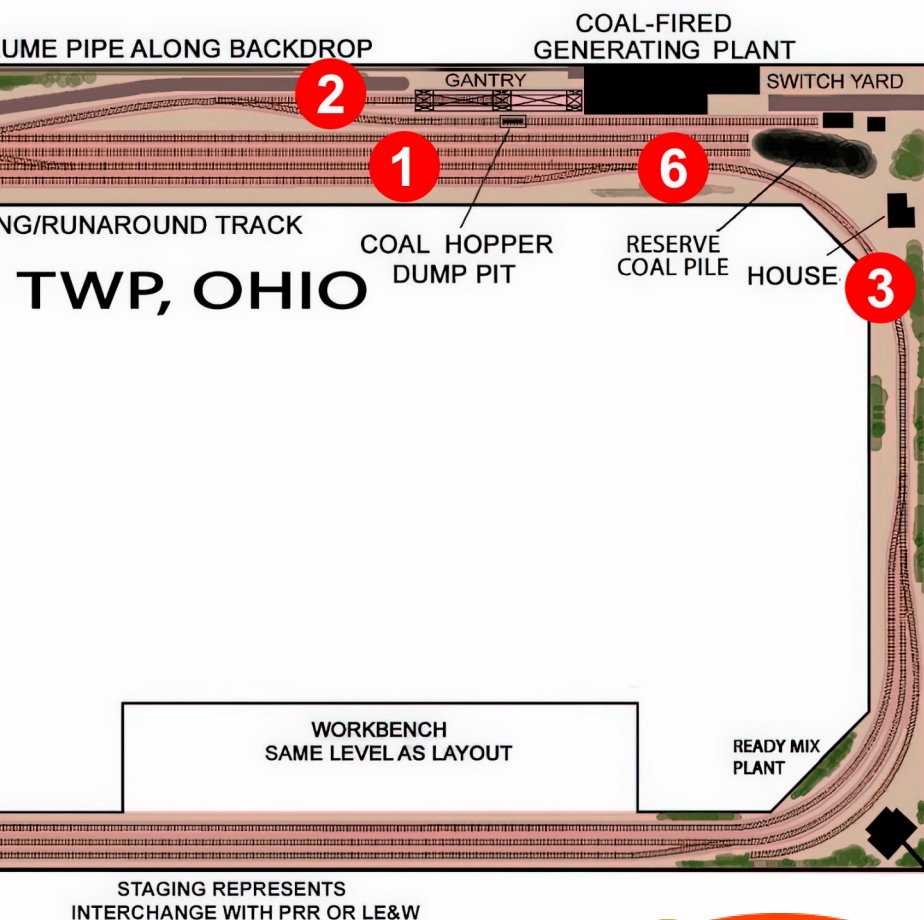 UME PIPE ALONG BACKDROP
COAL-FIRED
GENERATING PLANT
GANTRY
SWITCH YARD
2
1
6
NG/RUNAROUND TRACK
COAL HOPPER
DUMP PIT
RESERVE
COAL PILE
HOUSE
3
TWP, OHIO
WORKBENCH
SAME LEVEL AS LAYOUT
READY MIX
PLANT
STAGING REPRESENTS
INTERCHANGE WITH PRR OR LE&W